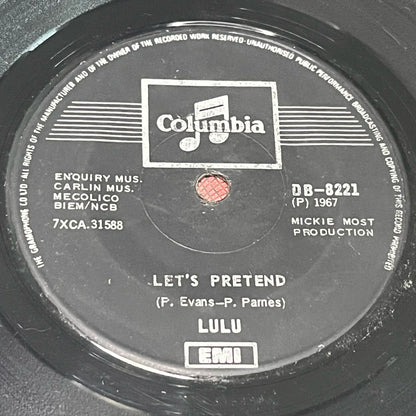 THE GRAMOPHONE CO LTD ALL RIGHTS OF THE MANUFACTURER AND OF THE OWNER OF THE RECORDED WORK RESERVED-UNAUTHORISED PUBLIC PERFORMANCE BROADCASTING AND COPYING OF THIS RECORD PROHIBITED
Columbia
ENQUIRY MUS.
CARLIN MUS.
MECOLICO
BIEM/NCB
7XCA.31588
DB-8221
(P) 1967
MICKIE MOST
PRODUCTION
LET'S PRETEND
(P. Evans-P. Parnes)
LULU
EMI